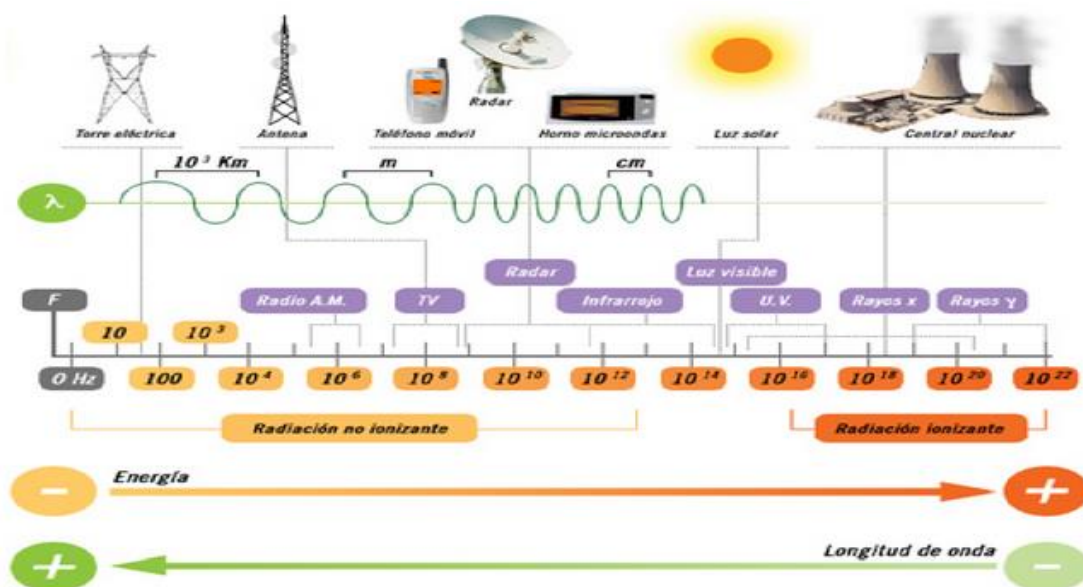 Radar
Torre eléctrica
Antena
Teléfono móvil
Horno microondas
Luz solar
Central nuclear
10³ Km
m
cm
λ
Radar
Luz visible
F
Radio A.M.
TV
Infrarrojo
U.V.
Rayos x
Rayos γ
10
10³
0 Hz
100
10⁴
10⁶
10⁸
10¹⁰
10¹²
10¹⁴
10¹⁶
10¹⁸
10²⁰
10²²
Radiación no ionizante
Radiación ionizante
Energía
-
+
Longitud de onda
+
-